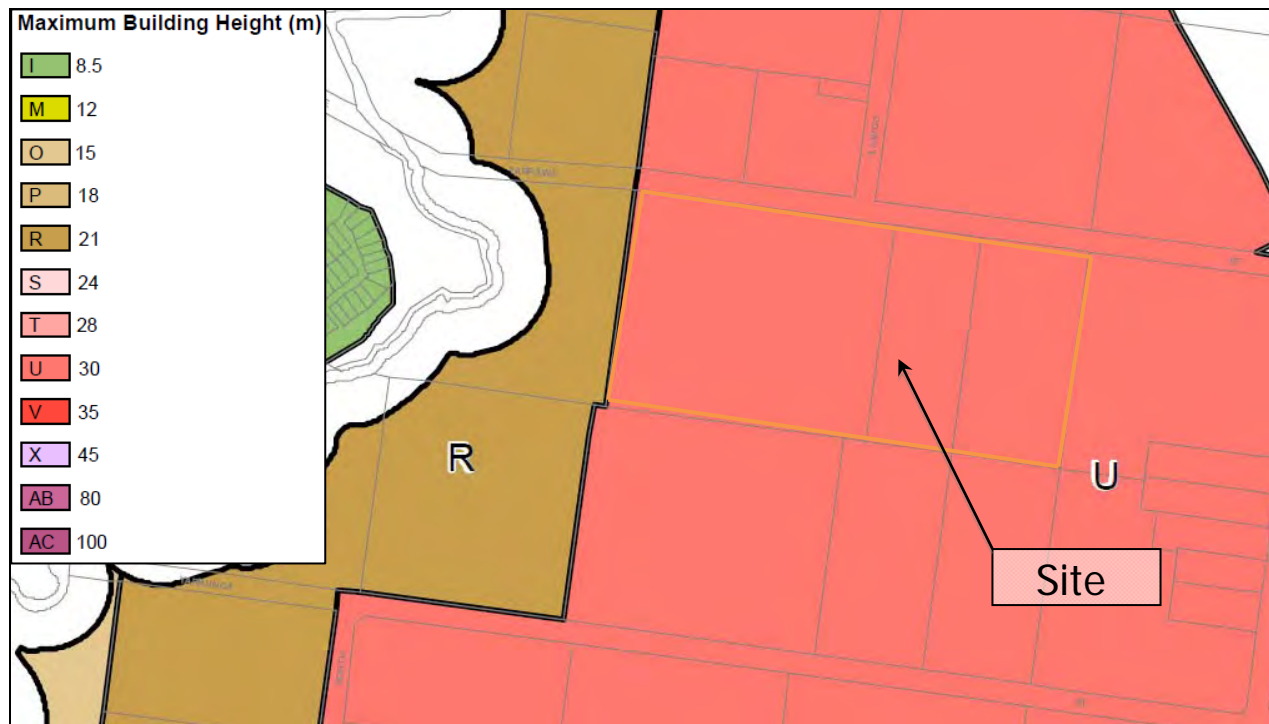 Maximum Building Height (m)
I 8.5
M 12
O 15
P 18
R 21
S 24
T 28
U 30
V 35
X 45
AB 80
AC 100
R
U
Site